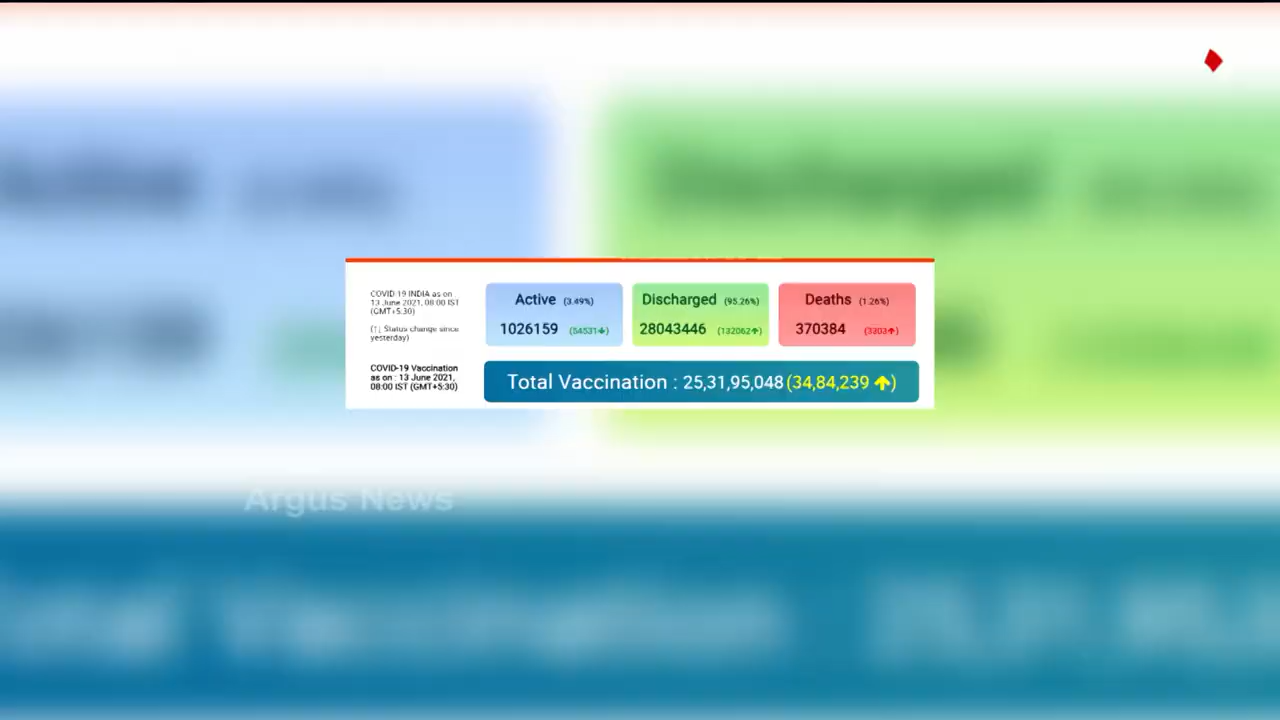 COVID-19 INDIA as on
13 June 2021, 08:00 IST
(GMT+5:30)
(↑↓ Status change since
yesterday)
Active (3.49%)
1026159 (54531↓)
Discharged (95.26%)
28043446 (132062↑)
Deaths (1.26%)
370384 (3303↑)
COVID-19 Vaccination
as on : 13 June 2021,
08:00 IST (GMT+5:30)
Total Vaccination : 25,31,95,048 (34,84,239 ↑)
Argus News